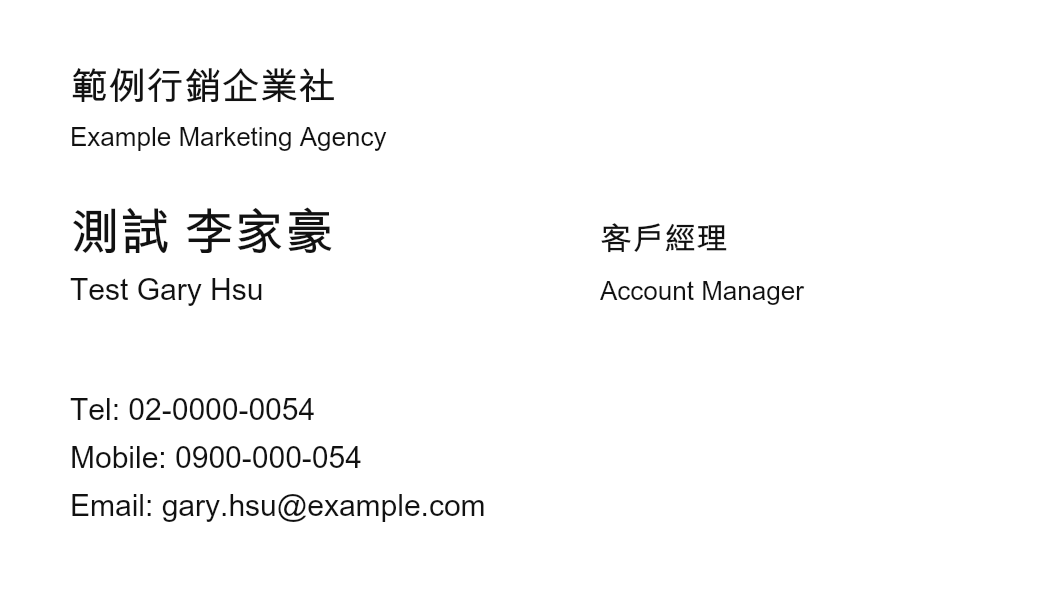 範例行銷企業社
Example Marketing Agency
測試 李家豪
客戶經理
Test Gary Hsu
Account Manager
Tel: 02-0000-0054
Mobile: 0900-000-054
Email: gary.hsu@example.com